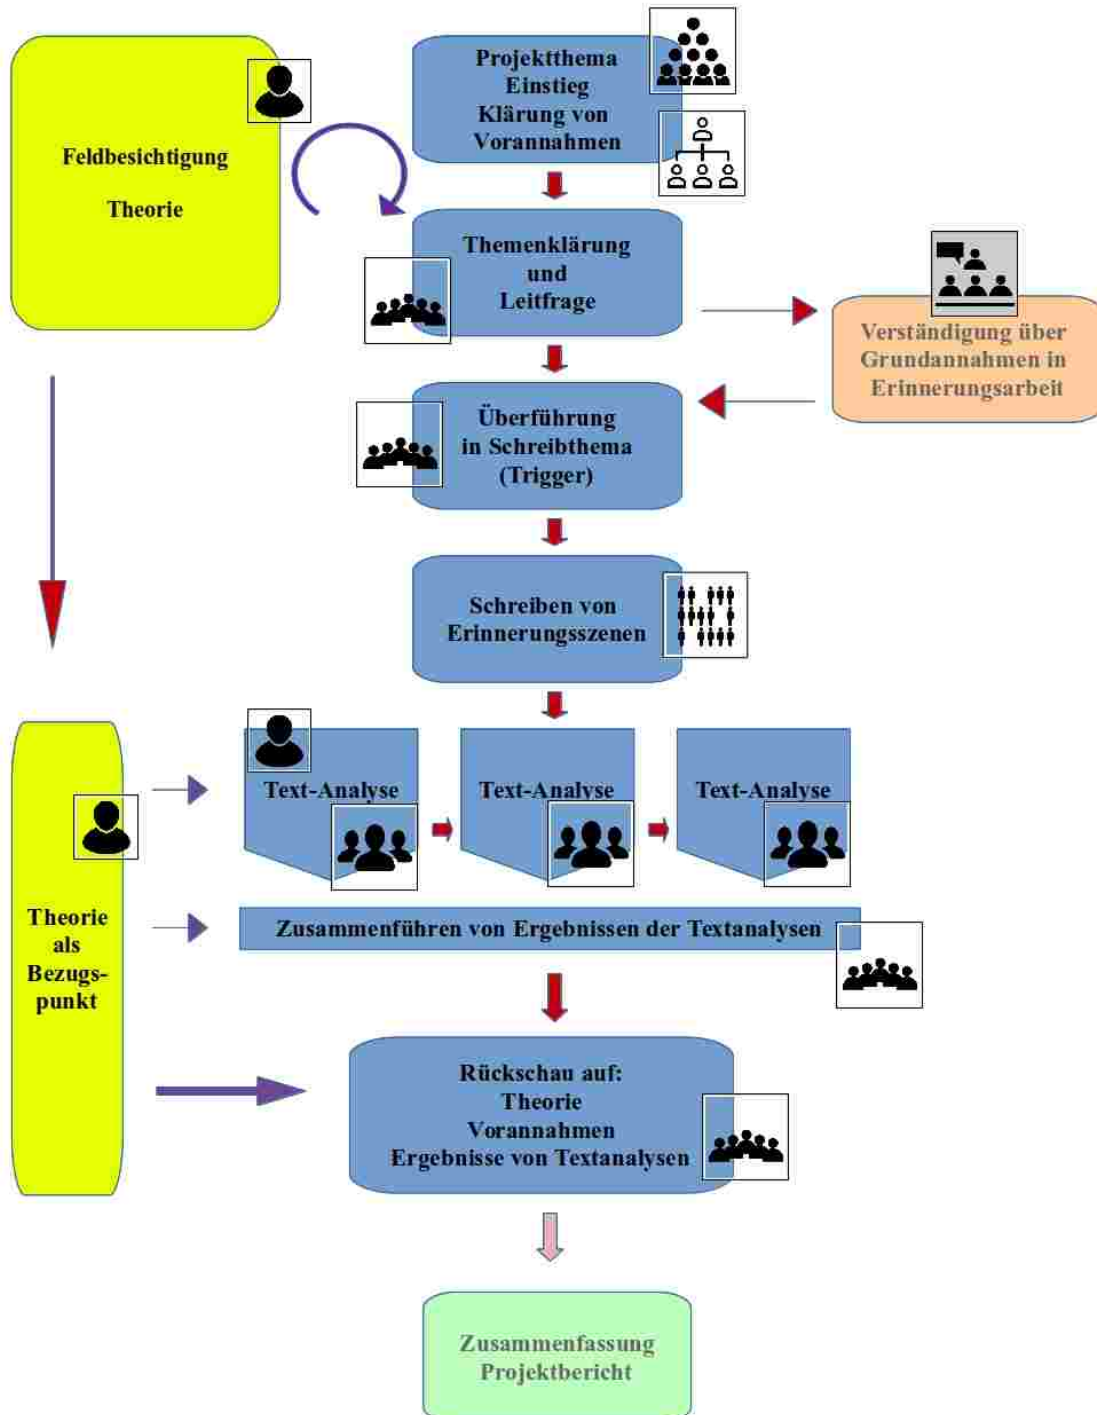 Feldbesichtigung
Theorie
Projektthema
Einstieg
Klärung von
Vorannahmen
Themenklärung
und
Leitfrage
Verständigung über
Grundannahmen in
Erinnerungsarbeit
Überführung
in Schreibthema
(Trigger)
Schreiben von
Erinnerungsszenen
Text-Analyse
Text-Analyse
Text-Analyse
Theorie
als
Bezugs-
punkt
Zusammenführen von Ergebnissen der Textanalysen
Rückschau auf:
Theorie
Vorannahmen
Ergebnisse von Textanalysen
Zusammenfassung
Projektbericht